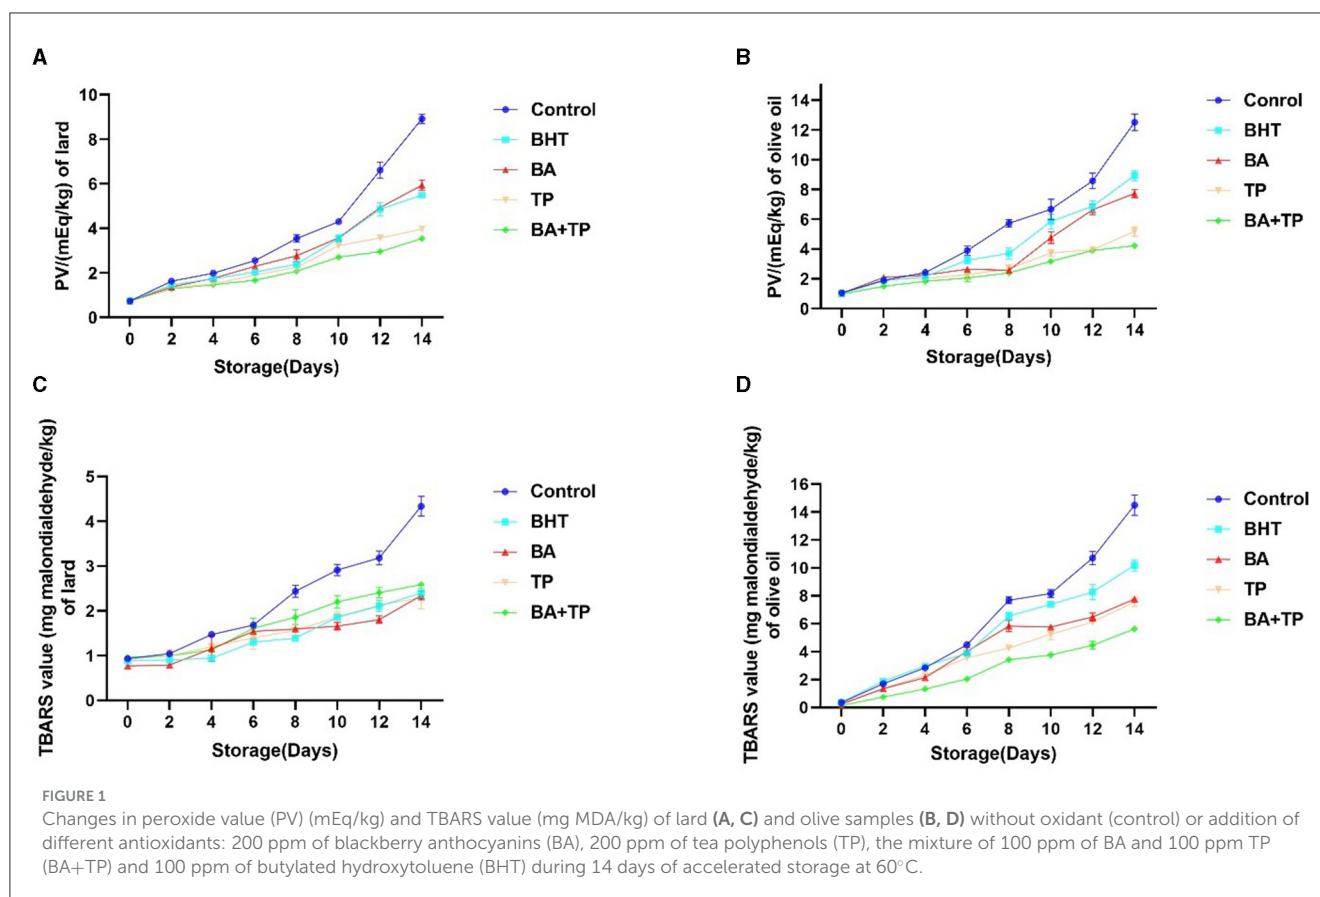 A
PV/(mEq/kg) of lard
10
8
6
4
2
0
0 2 4 6 8 10 12 14
Storage(Days)
Control
BHT
BA
TP
BA+TP
B
PV/(mEq/kg) of olive oil
14
12
10
8
6
4
2
0
0 2 4 6 8 10 12 14
Storage(Days)
Conrol
BHT
BA
TP
BA+TP
C
TBARS value (mg malondialdehyde/kg)
of lard
5
4
3
2
1
0
0 2 4 6 8 10 12 14
Storage(Days)
Control
BHT
BA
TP
BA+TP
D
TBARS value (mg malondialdehyde/kg)
of olive oil
16
14
12
10
8
6
4
2
0
0 2 4 6 8 10 12 14
Storage(Days)
Control
BHT
BA
TP
BA+TP
FIGURE 1
Changes in peroxide value (PV) (mEq/kg) and TBARS value (mg MDA/kg) of lard (A, C) and olive samples (B, D) without oxidant (control) or addition of
different antioxidants: 200 ppm of blackberry anthocyanins (BA), 200 ppm of tea polyphenols (TP), the mixture of 100 ppm of BA and 100 ppm TP
(BA+TP) and 100 ppm of butylated hydroxytoluene (BHT) during 14 days of accelerated storage at 60°C.